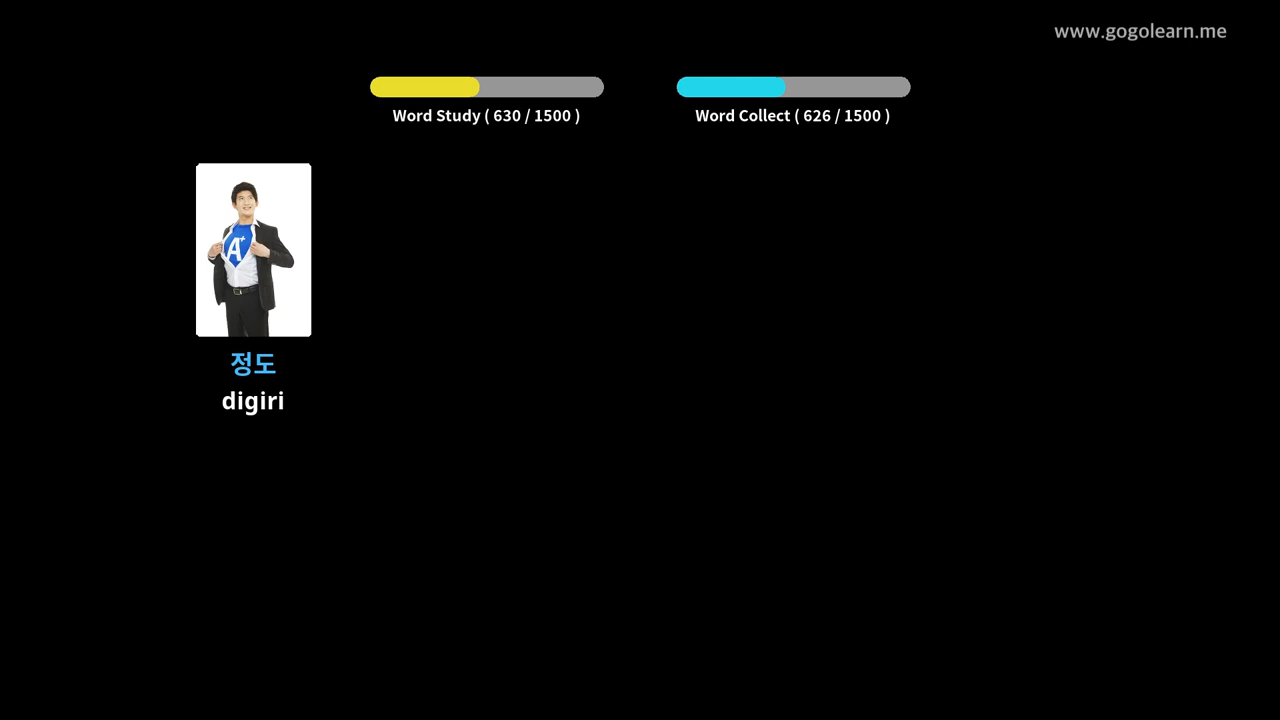 www.gogolearn.me
Word Study ( 630 / 1500 )
Word Collect ( 626 / 1500 )
A+
정도
digiri